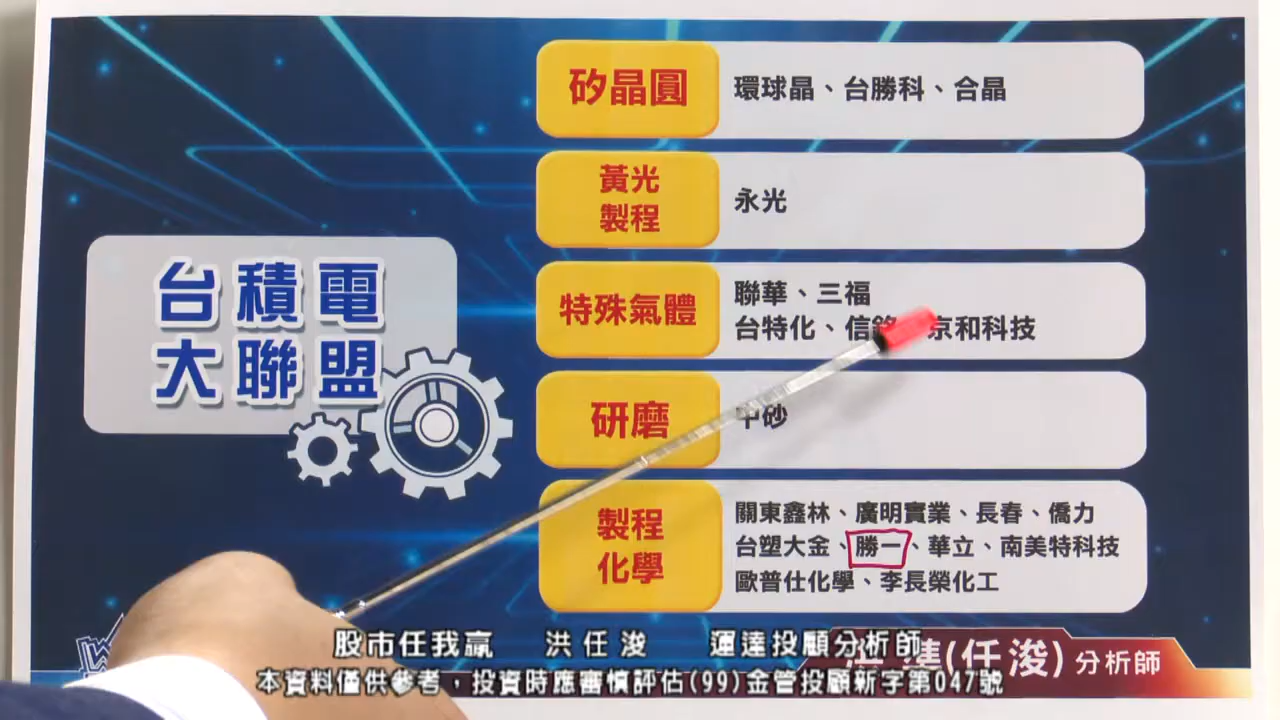 台積電
大聯盟
矽晶圓
環球晶、台勝科、合晶
黃光
製程
永光
特殊氣體
聯華、三福
台特化、信 京和科技
研磨
中砂
製程
化學
關東鑫林、廣明實業、長春、僑力
台塑大金、勝一、華立、南美特科技
歐普仕化學、李長榮化工
(任浚)分析師
股市任我贏 洪任浚 運達投顧分析師
本資料僅供參考，投資時應審慎評估(99)金管投顧新字第047號